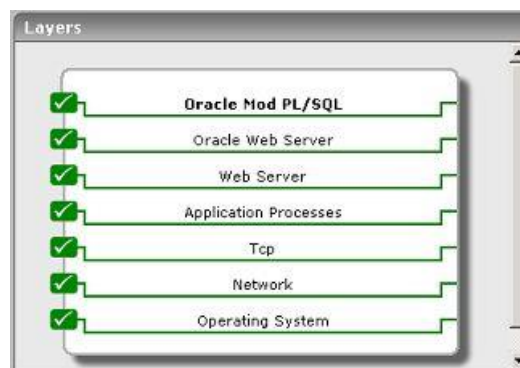 Layers
Oracle Mod PL/SQL
Oracle Web Server
Web Server
Application Processes
Tcp
Network
Operating System